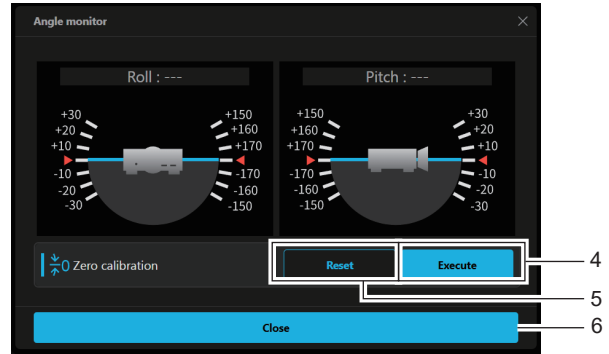 Angle monitor
Roll : ---
Pitch : ---
+30 +150
+20 +160
+10 +170
-10 -170
-20 -160
-30 -150
+150 +30
+160 +20
+170 +10
-170 -10
-160 -20
-150 -30
0 Zero calibration
Reset
Execute
4
5
Close
6